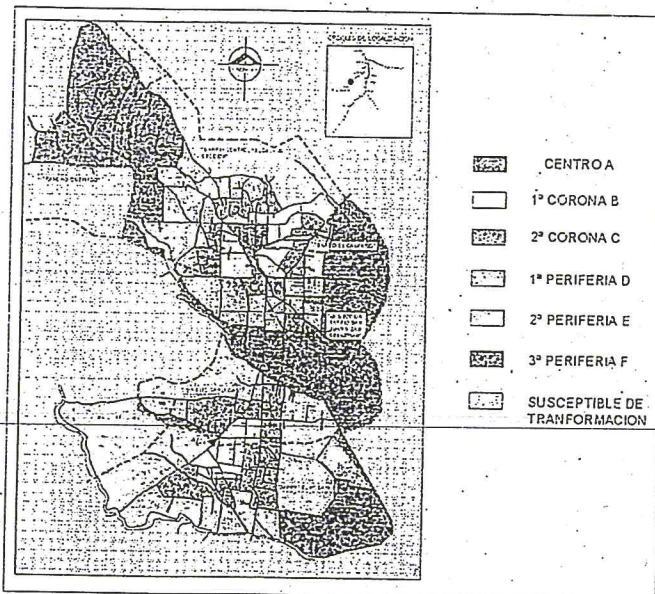 CENTRO A
1ª CORONA B
2ª CORONA C
1ª PERIFERIA D
2ª PERIFERIA E
3ª PERIFERIA F
SUSCEPTIBLE DE
TRANFORMACION